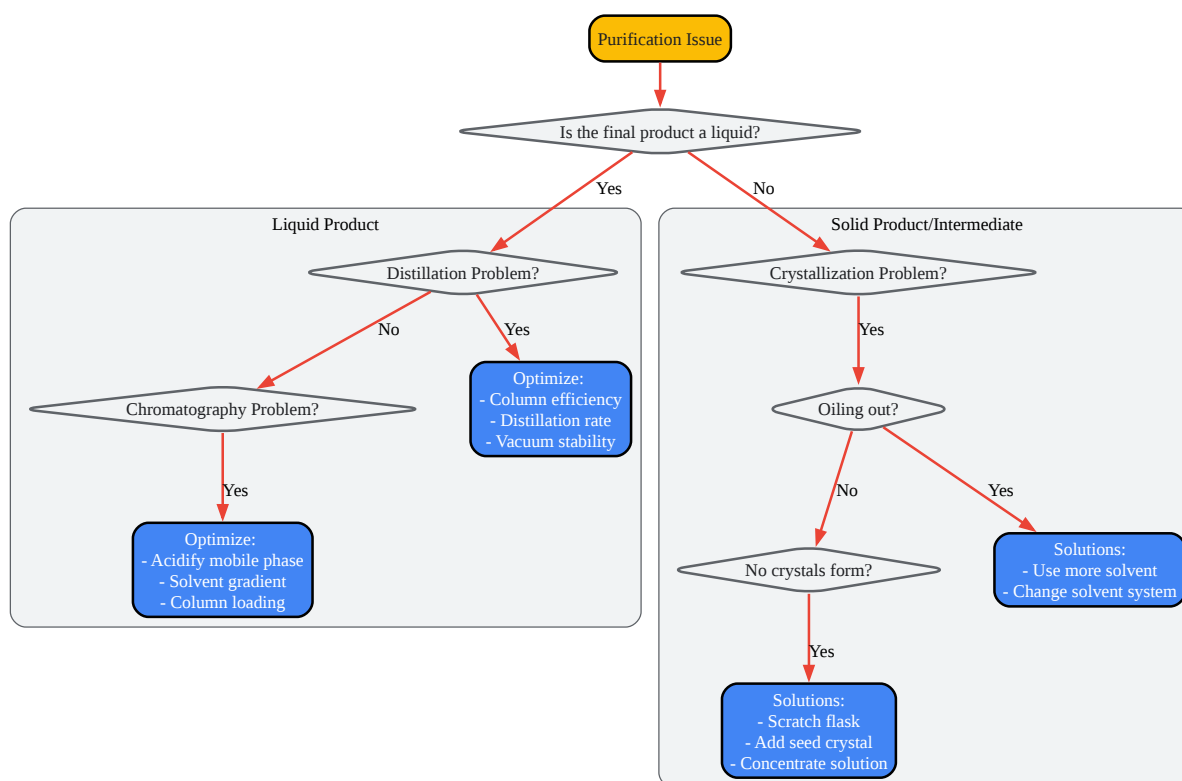 Purification Issue
Is the final product a liquid?
Yes
No
Liquid Product
Solid Product/Intermediate
Distillation Problem?
Crystallization Problem?
No
Yes
Yes
Optimize:
- Column efficiency
- Distillation rate
- Vacuum stability
Chromatography Problem?
Oiling out?
Yes
No
Yes
Optimize:
- Acidify mobile phase
- Solvent gradient
- Column loading
Solutions:
- Use more solvent
- Change solvent system
No crystals form?
Yes
Solutions:
- Scratch flask
- Add seed crystal
- Concentrate solution